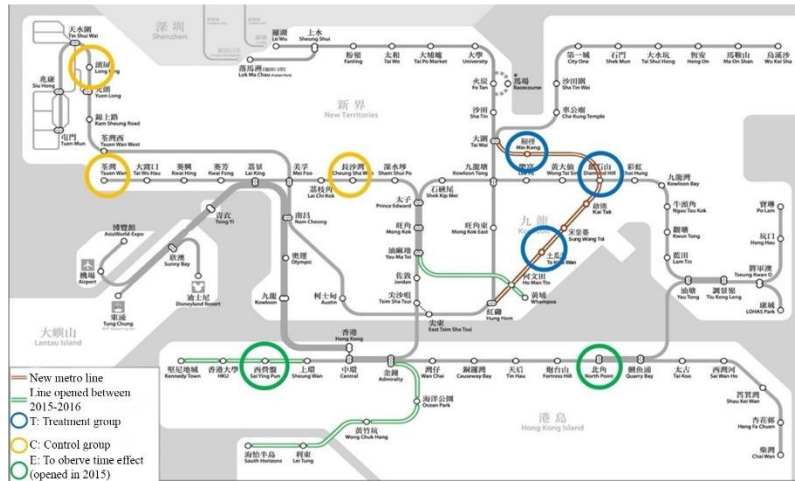 天水圍
Tin Shui Wai
深圳
Shenzhen
羅湖
Lo Wu
上水
Sheung Shui
粉嶺
Fanling
太和
Tai Wo
大埔墟
Tai Po Market
大學
University
第一城
City One
石門
Shek Mun
大水坑
Tai Shui Hang
恆安
Heng On
馬鞍山
Ma On Shan
烏溪沙
Wu Kai Sha
朗屏
落馬洲
Lok Ma Chau
兆康
Siu Hong
元朗
Yuen Long
火炭
Fo Tan
馬場
Racecourse
沙田圍
Sha Tin Wai
新界
New Territories
錦上路
Kam Sheung Road
沙田
Sha Tin
車公廟
Che Kung Temple
屯門
Tuen Mun
荃灣西
Tsuen Wan West
大圍
Tai Wai
顯徑
Hin Keng
荃灣
Tsuen Wan
大窩口
Tai Wo Hau
葵興
Kwai Hing
葵芳
Kwai Fong
荔景
Lai King
美孚
Mei Foo
長沙灣
Cheung Sha Wan
深水埗
Sham Shui Po
九龍塘
Kowloon Tong
黃大仙
Wong Tai Sin
鑽石山
Diamond Hill
彩虹
Choi Hung
荔枝角
Lai Chi Kok
石硤尾
Shek Kip Mei
九龍灣
Kowloon Bay
青衣
Tsing Yi
太子
Prince Edward
啟德
Kai Tak
牛頭角
Ngau Tau Kok
寶琳
Po Lam
博覽館
AsiaWorld-Expo
南昌
Nam Cheong
旺角
Mong Kok
旺角東
Mong Kok East
九龍
宋皇臺
Sung Wong Toi
觀塘
Kwun Tong
坑口
Hang Hau
欣澳
Sunny Bay
奧運
Olympic
油麻地
Yau Ma Tei
土瓜灣
To Kwa Wan
藍田
Lam Tin
機場
Airport
佐敦
Jordan
何文田
Ho Man Tin
將軍澳
Tseung Kwan O
迪士尼
Disneyland Resort
九龍
Kowloon
柯士甸
Austin
尖沙咀
Tsim Sha Tsui
黃埔
Whampoa
油塘
Yau Tong
調景嶺
Tiu Keng Leng
康城
LOHAS Park
東涌
Tung Chung
紅磡
Hung Hom
尖東
East Tsim Sha Tsui
大嶼山
Lantau Island
香港
Hong Kong
堅尼地城
Kennedy Town
香港大學
HKU
西營盤
Sai Ying Pun
上環
Sheung Wan
中環
Central
金鐘
Admiralty
灣仔
Wan Chai
銅鑼灣
Causeway Bay
天后
Tin Hau
炮台山
Fortress Hill
北角
North Point
鰂魚涌
Quarry Bay
太古
Tai Koo
西灣河
Sai Wan Ho
New metro line
Line opened between
2015-2016
T: Treatment group
C: Control group
E: To oberve time effect
(opened in 2015)
海洋公園
Ocean Park
黃竹坑
Wong Chuk Hang
海怡半島
South Horizons
利東
Lei Tung
港島
Hong Kong Island
筲箕灣
Shau Kei Wan
杏花邨
Heng Fa Chuen
柴灣
Chai Wan